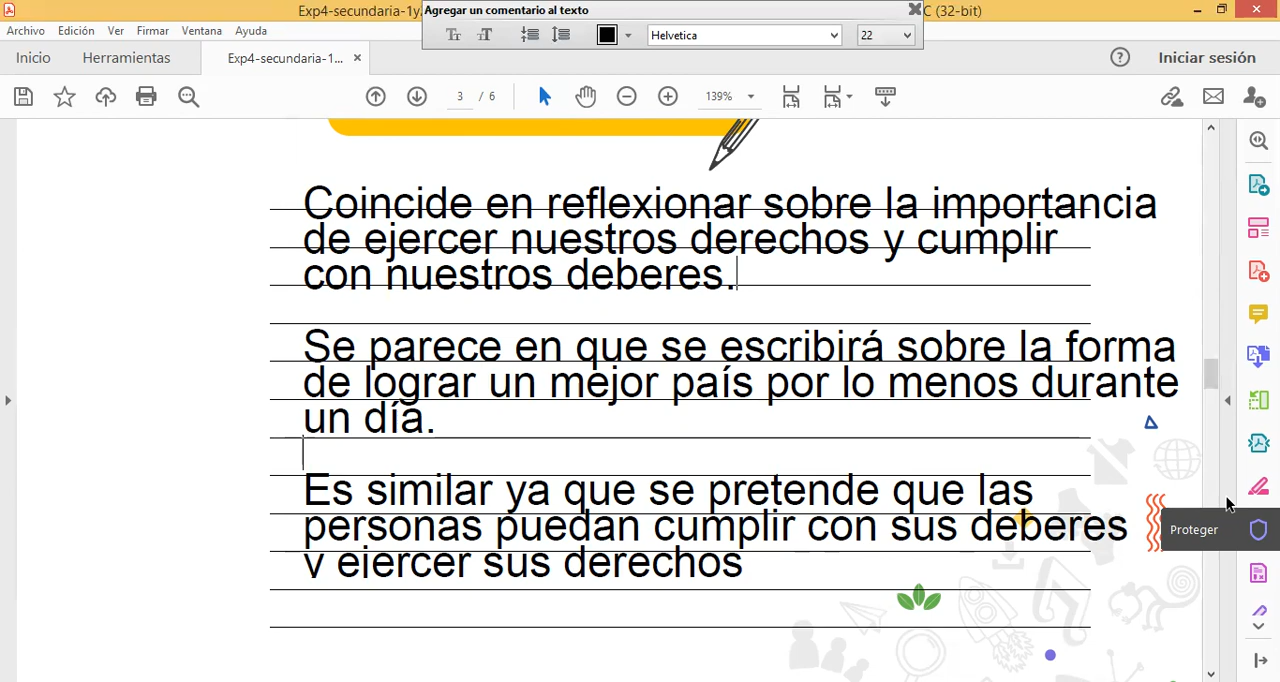 Exp4-secundaria-1y.
Agregar un comentario al texto
C (32-bit)
Archivo Edición Ver Firmar Ventana Ayuda
Helvetica
22
Inicio Herramientas Exp4-secundaria-1... × Iniciar sesión
3 / 6 139%
Coincide en reflexionar sobre la importancia
de ejercer nuestros derechos y cumplir
con nuestros deberes.
Se parece en que se escribirá sobre la forma
de lograr un mejor país por lo menos durante
un día.
Es similar ya que se pretende que las
personas puedan cumplir con sus deberes
y ejercer sus derechos
Proteger